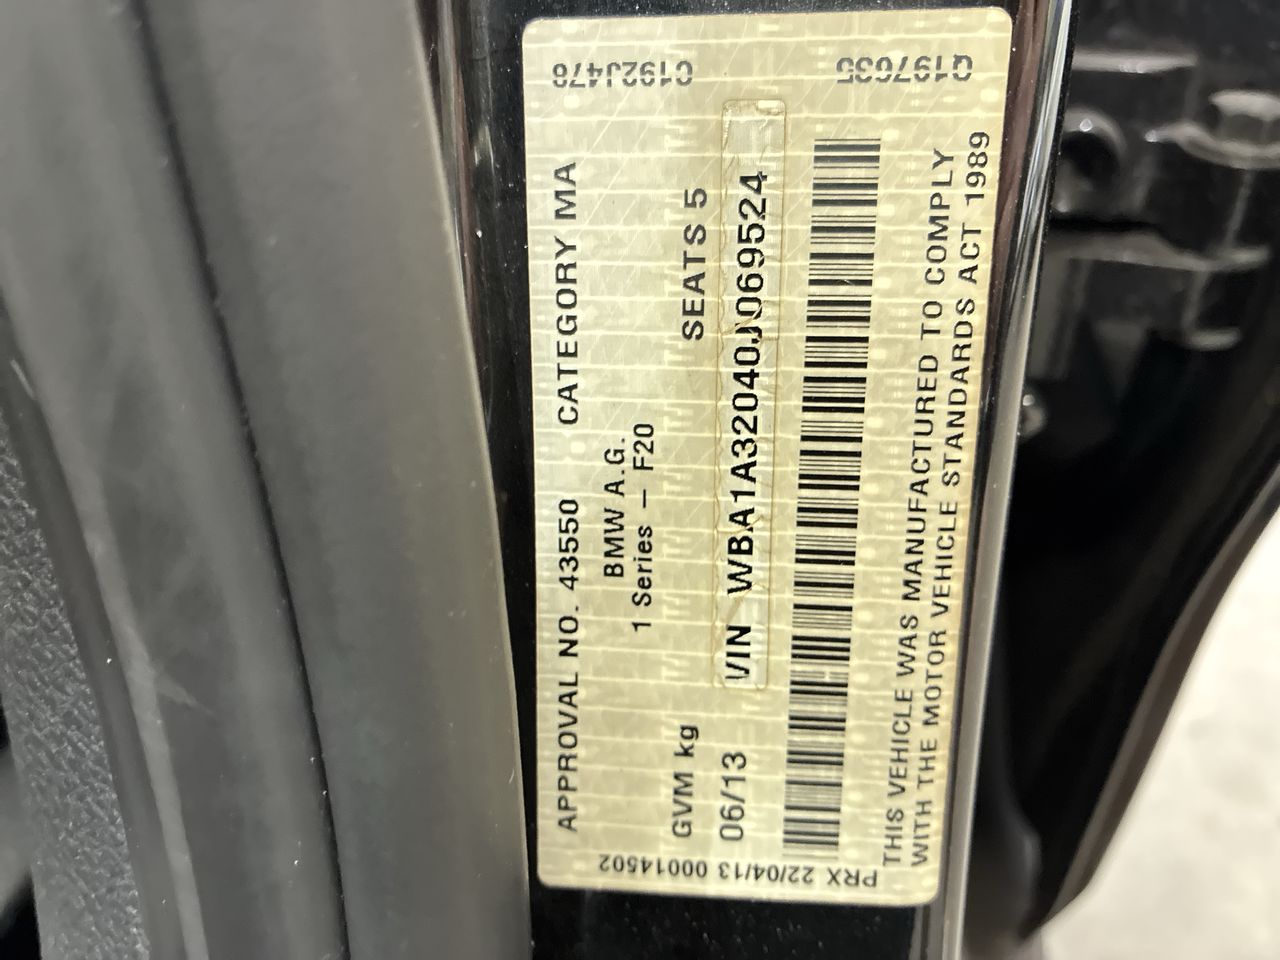 APPROVAL NO. 43550 CATEGORY MA
BMW A.G.
1 Series – F20
GVM kg SEATS 5
06/13 VIN WBA1A32040J069524
THIS VEHICLE WAS MANUFACTURED TO COMPLY
WITH THE MOTOR VEHICLE STANDARDS ACT 1989
PRX 22/04/13 00014502
C192J478
Q197635